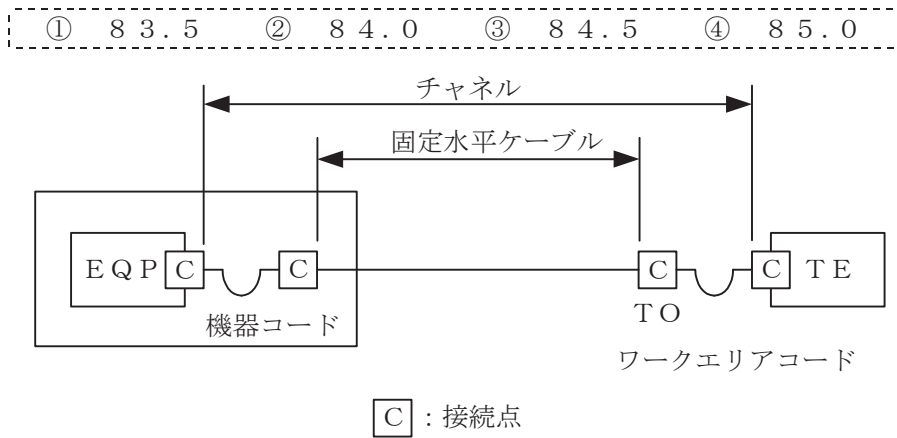 ① 83.5 ② 84.0 ③ 84.5 ④ 85.0
チャネル
固定水平ケーブル
EQP C C C C TE
機器コード
TO
ワークエリアコード
C : 接続点